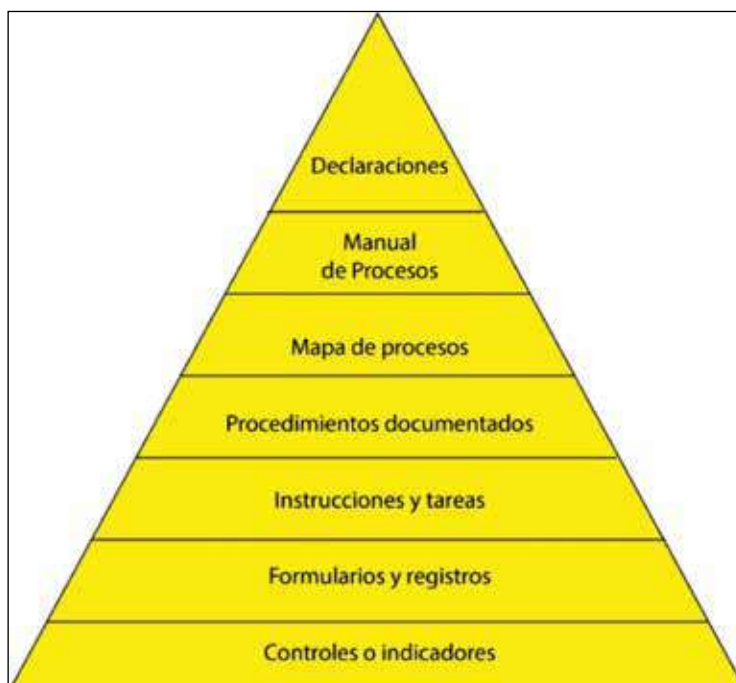 Declaraciones
Manual
de Procesos
Mapa de procesos
Procedimientos documentados
Instrucciones y tareas
Formularios y registros
Controles o indicadores